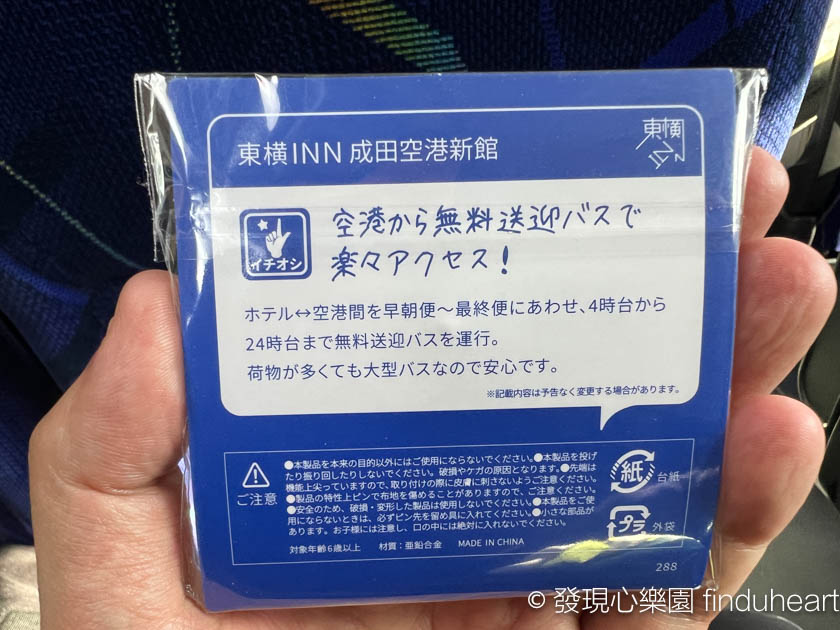 東横INN 成田空港新館
東横
INN
イチオシ
空港から無料送迎バスで
楽々アクセス!
ホテル↔空港間を早朝便〜最終便にあわせ、4時台から
24時台まで無料送迎バスを運行。
荷物が多くても大型バスなので安心です。
※記載内容は予告なく変更する場合があります。
ご注意
●本製品を本来の目的以外にはご使用にならないでください。●本製品を投げ
たり振り回したりしないでください。破損やケガの原因となります。●先端は
機能上尖っていますので、取り付けの際に皮膚に刺さないようご注意ください。
●製品の特性上ピンで布地を傷めることがありますので、ご注意ください。
●安全のため、破損・変形した製品は使用しないでください。●本製品をご使
用にならないときは、必ずピン先を留め具に入れてください。●小さな部品が
あります。お子様には注意し、口の中には絶対に入れないでください。
対象年齢6歳以上 材質:亜鉛合金 MADE IN CHINA
紙 台紙
プラ 外袋
288
© 發現心樂園 finduheart